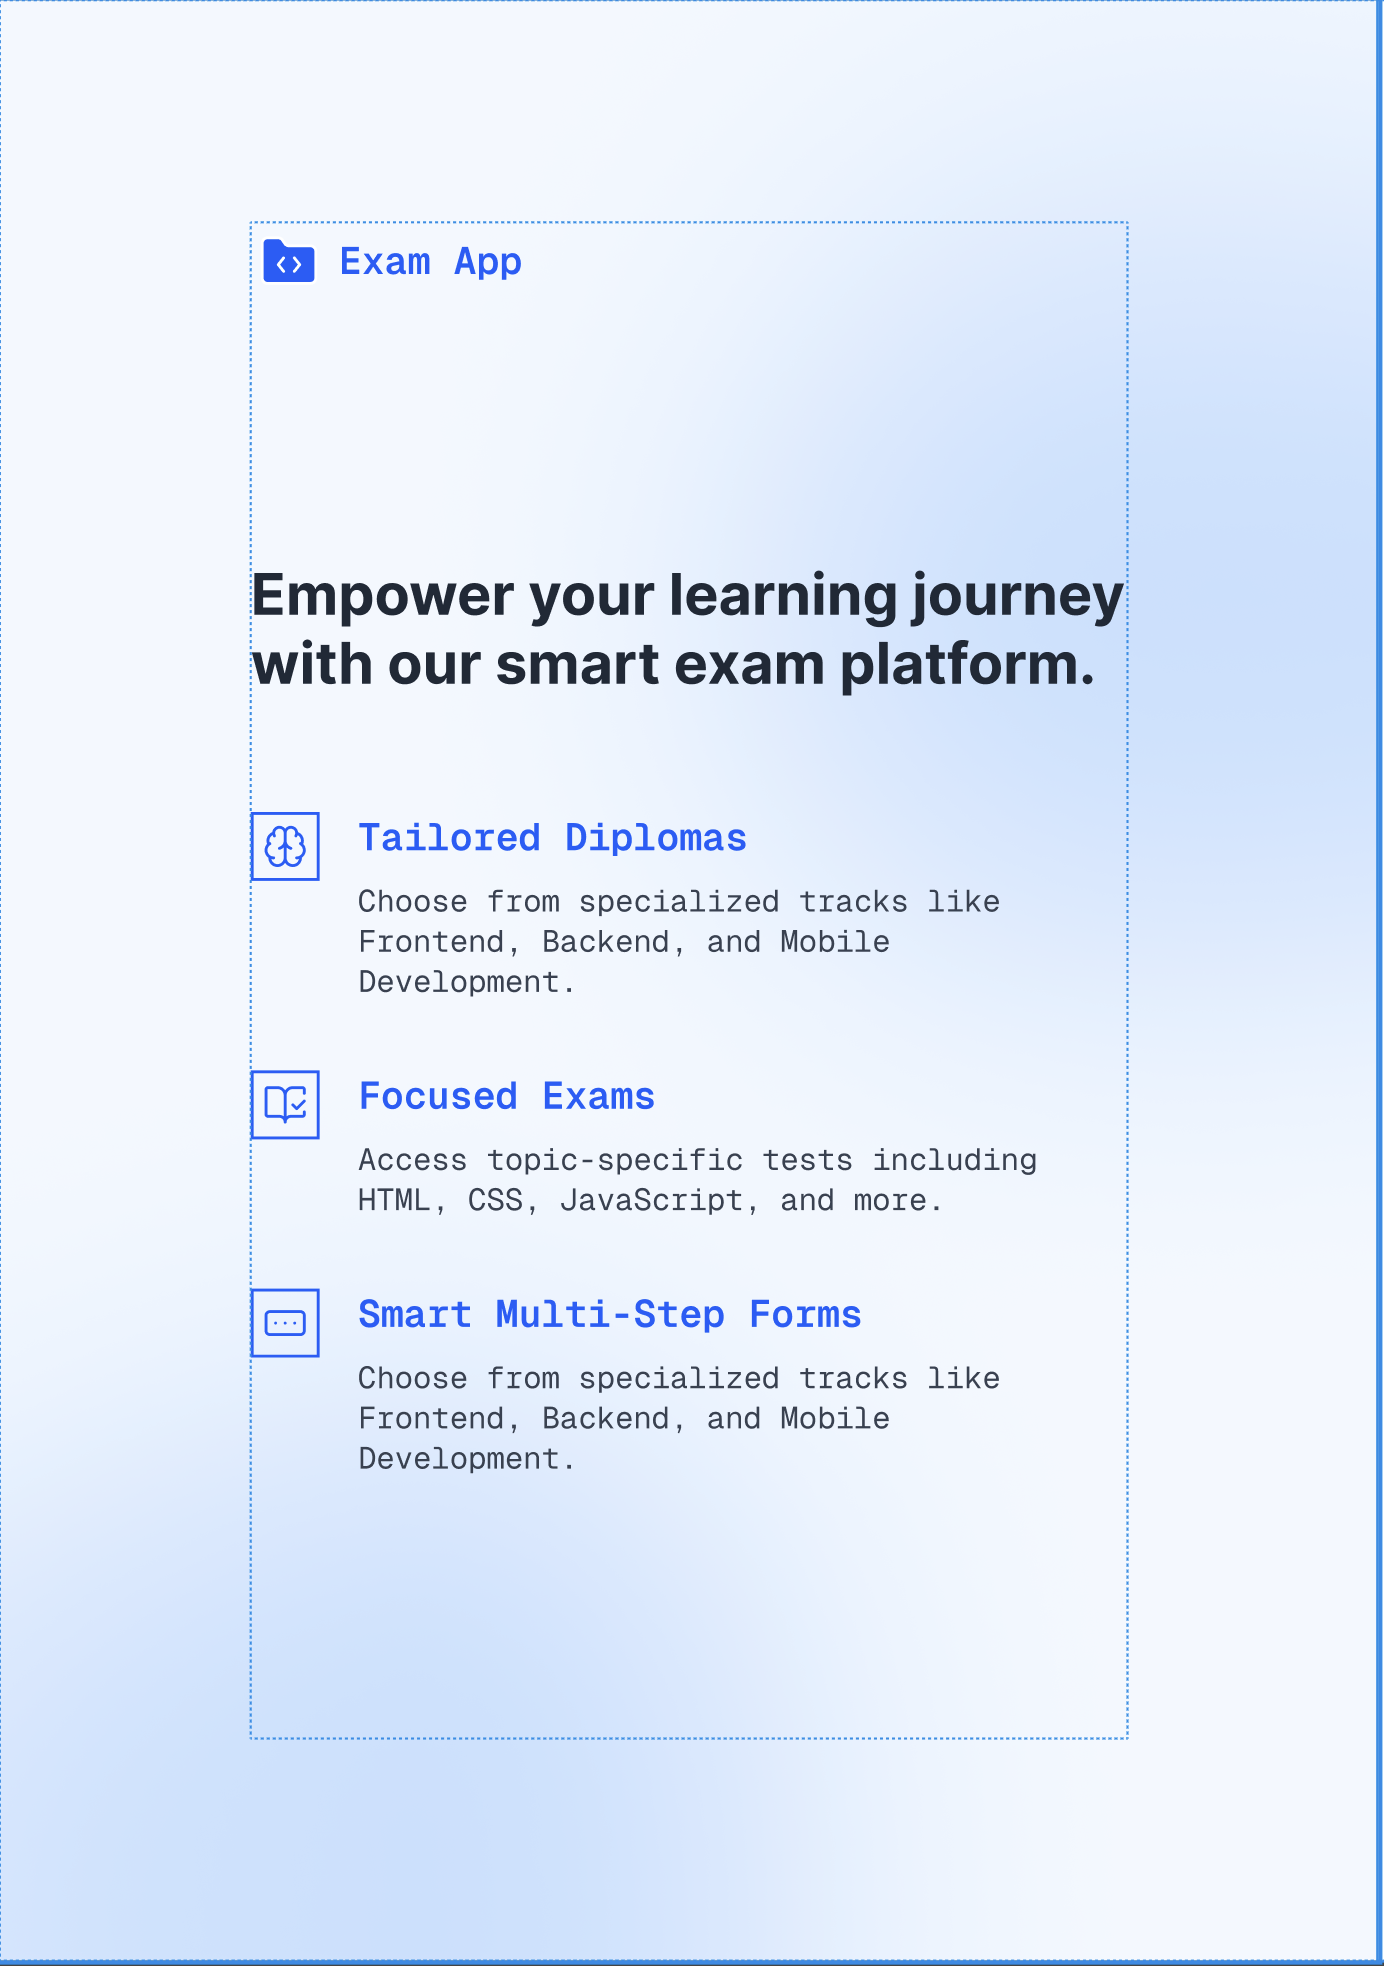 Exam App
Empower your learning journey
with our smart exam platform.
Tailored Diplomas
Choose from specialized tracks like
Frontend, Backend, and Mobile
Development.
Focused Exams
Access topic-specific tests including
HTML, CSS, JavaScript, and more.
Smart Multi-Step Forms
Choose from specialized tracks like
Frontend, Backend, and Mobile
Development.